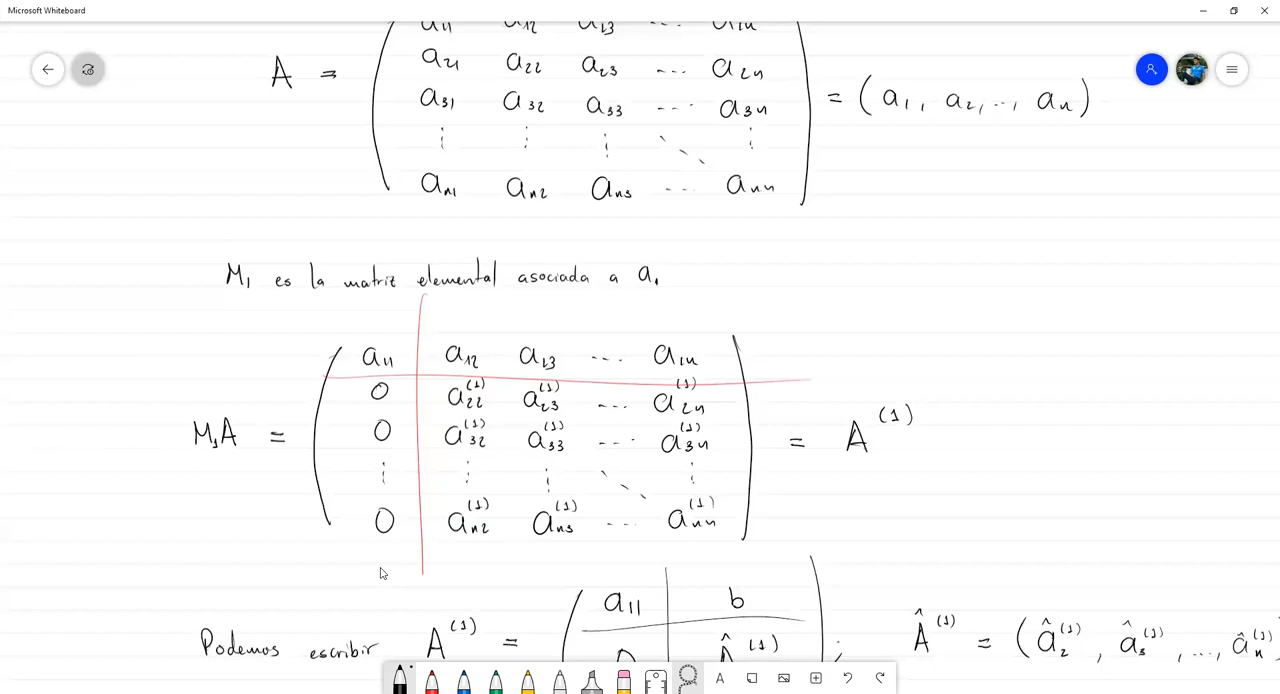 Microsoft Whiteboard
a11 a12 a13 ... a1n
a21 a22 a23 ... a2n
A = a31 a32 a33 ... a3n = (a1, a2, ..., an)
⋮ ⋮ ⋮ ⋱ ⋮
an1 an2 an3 ... ann
M1 es la matriz elemental asociada a a1
a11 a12 a13 ... a1n
0 a22^(1) a23^(1) ... a2n^(1)
M1A = 0 a32^(1) a33^(1) ... a3n^(1) = A^(1)
⋮ ⋮ ⋮ ⋱ ⋮
0 an2^(1) an3^(1) ... ann^(1)
a11 b
Podemos escribir A^(1) = 0 Â^(1) ; Â^(1) = (â2^(1), â3^(1), ..., ân^(1)